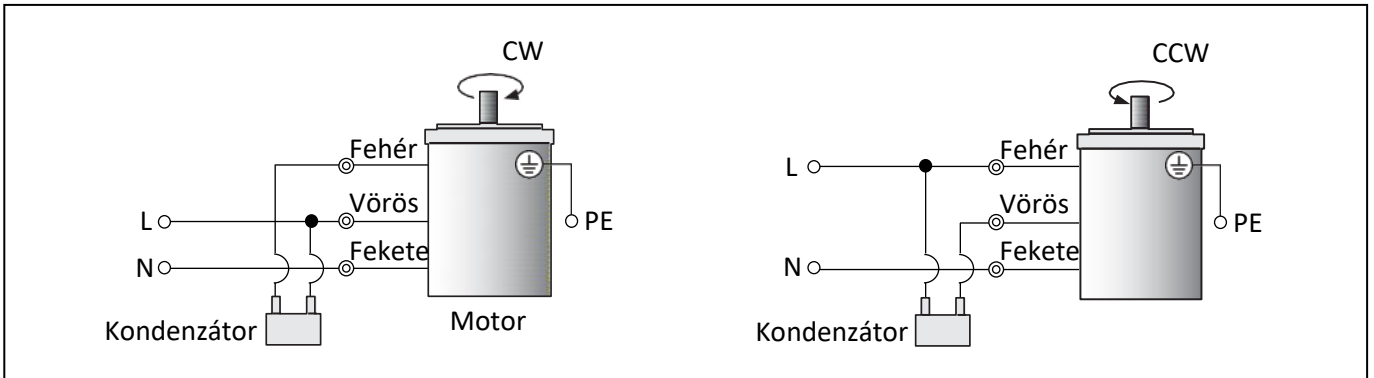 CW
Fehér
Vörös
L
PE
Fekete
N
Kondenzátor
Motor
CCW
Fehér
L
Vörös
PE
Fekete
N
Kondenzátor